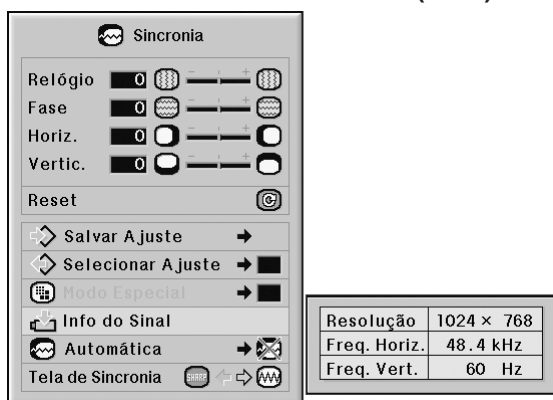 Sincronia
Relógio 0
Fase 0
Horiz. 0
Vertic. 0
Reset
Salvar Ajuste
Selecionar Ajuste
Modo Especial
Info do Sinal
Automática
Tela de Sincronia SHARP
Resolução 1024 × 768
Freq. Horiz. 48.4 kHz
Freq. Vert. 60 Hz